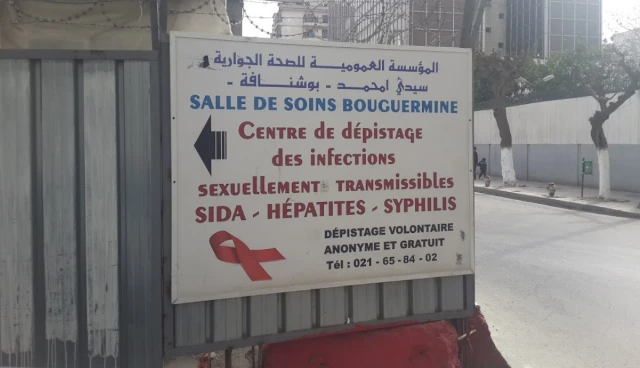 المؤسسة العمومية للصحة الجوارية
سيدي امحمد - بوشنافة -
SALLE DE SOINS BOUGUERMINE
CENTRE DE DÉPISTAGE
DES INFECTIONS
SEXUELLEMENT TRANSMISSIBLES
SIDA - HÉPATITES - SYPHILIS
DÉPISTAGE VOLONTAIRE
ANONYME ET GRATUIT
Tél : 021 - 65 - 84 - 02